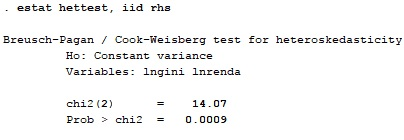 . estat hettest, iid rhs
Breusch-Pagan / Cook-Weisberg test for heteroskedasticity
Ho: Constant variance
Variables: lngini lnrenda
chi2(2) = 14.07
Prob > chi2 = 0.0009